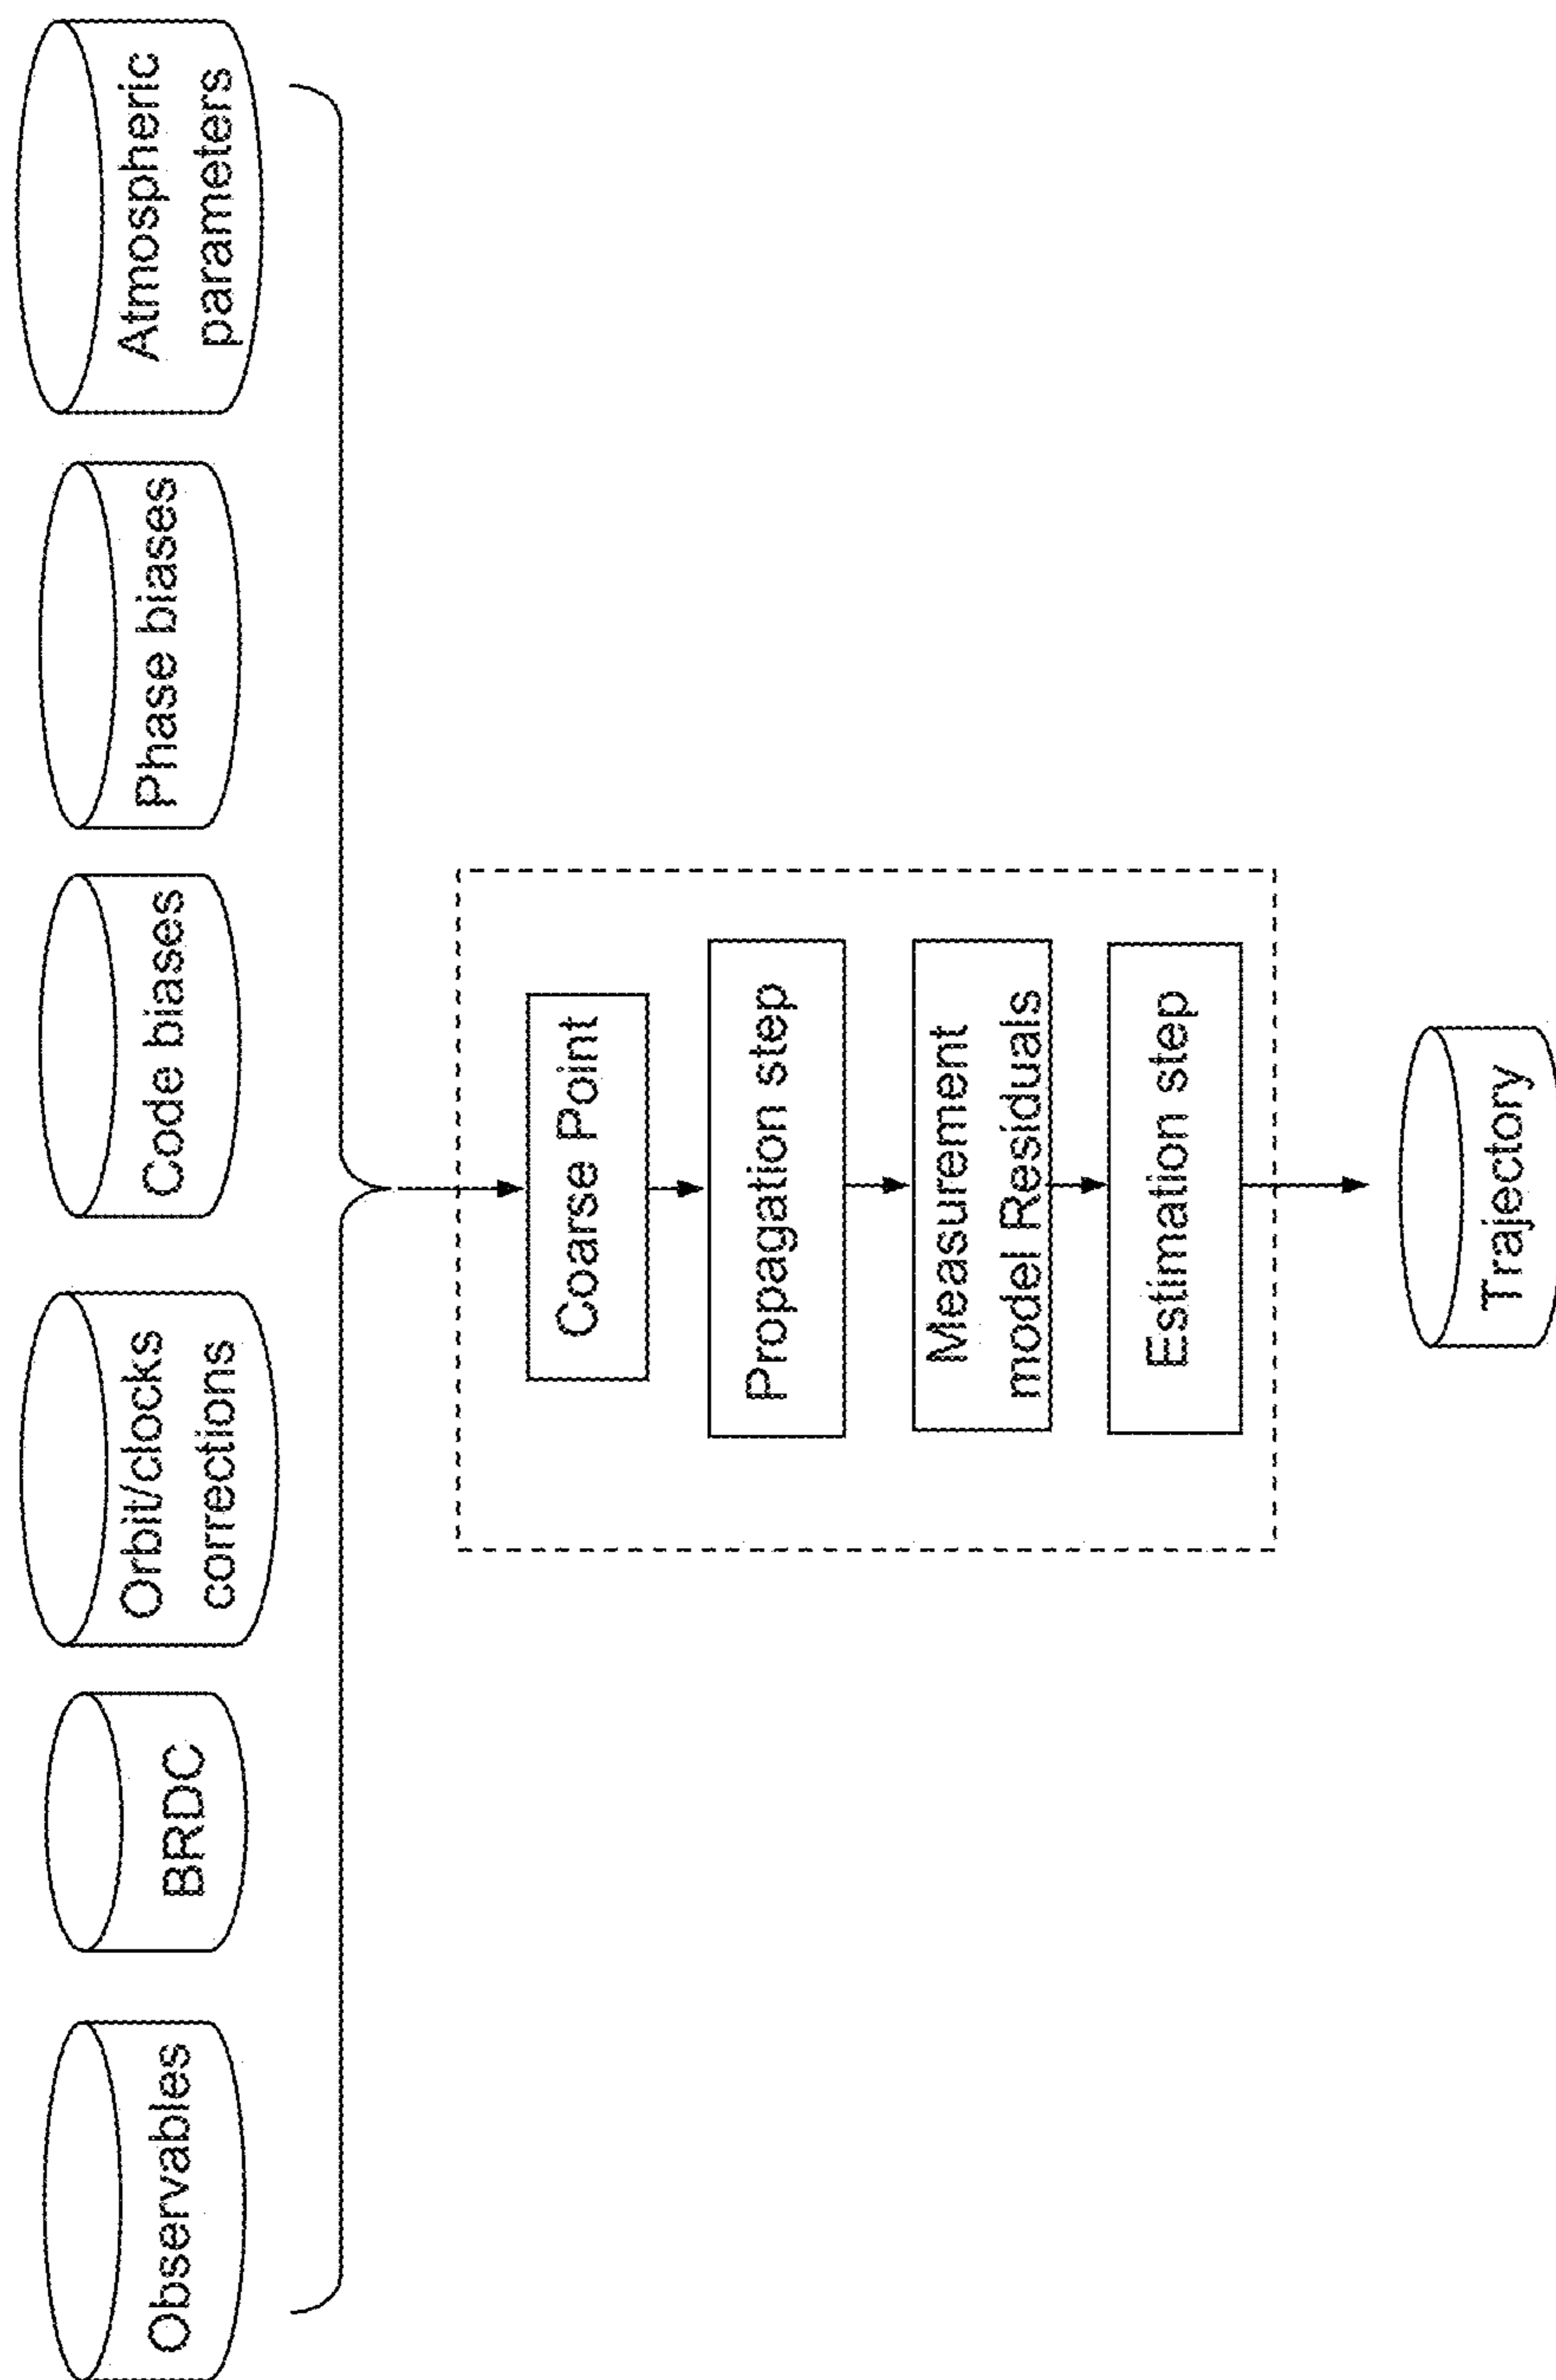 Observables
BRDC
Orbit/clocks
corrections
Code biases
Phase biases
Atmospheric
parameters
Coarse Point
Propagation step
Measurement
model Residuals
Estimation step
Trajectory